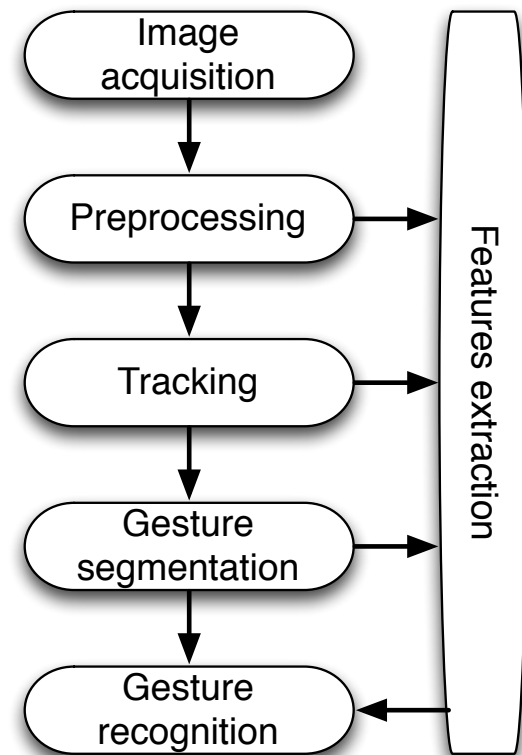 Image
acquisition
Preprocessing
Tracking
Gesture
segmentation
Gesture
recognition
Features extraction